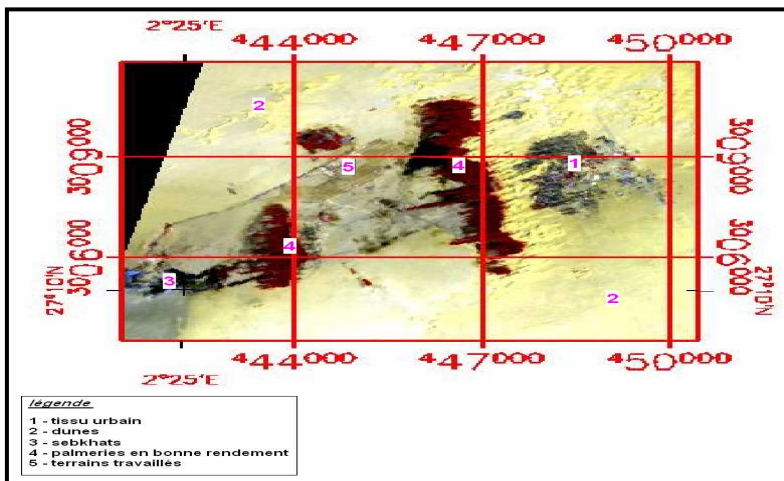 2°25'E
444000 447000 450000
2
3009000
5
4
1
3009000
4
3006000
3006000
27°10'N
3
2
27°10'N
444000 447000 450000
2°25'E
légende
1 - tissu urbain
2 - dunes
3 - sebkhats
4 - palmeries en bonne rendement
5 - terrains travaillés